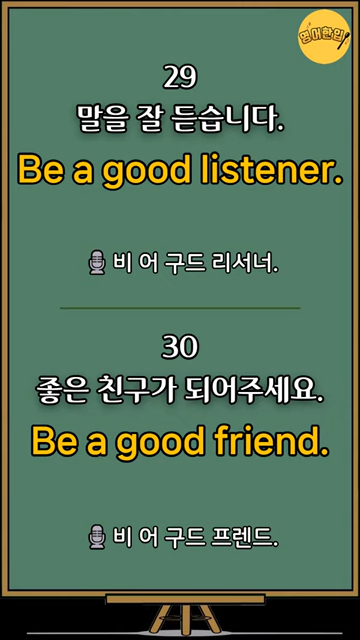 영어한입
29
말을 잘 듣습니다.
Be a good listener.
비 어 구드 리서너.
30
좋은 친구가 되어주세요.
Be a good friend.
비 어 구드 프렌드.